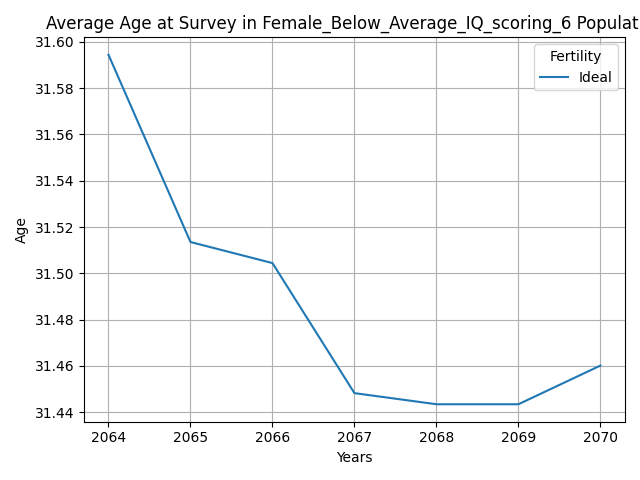 Average Age at Survey in Female_Below_Average_IQ_scoring_6 Populat
31.60
31.58
31.56
31.54
31.52
31.50
31.48
31.46
31.44
Age
Fertility
Ideal
2064 2065 2066 2067 2068 2069 2070
Years